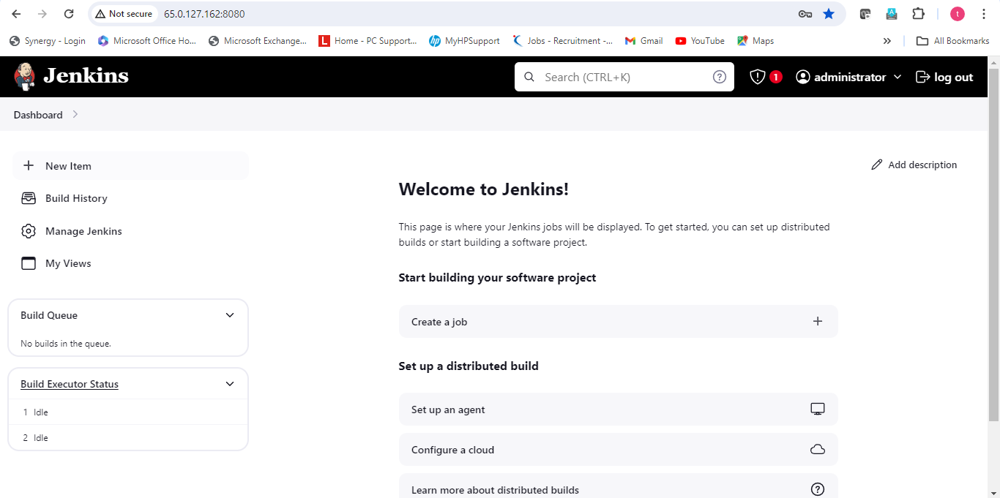 Not secure 65.0.127.162:8080 t
Synergy - Login Microsoft Office Ho... Microsoft Exchange... L Home - PC Support... hp MyHPSupport Jobs - Recruitment -... Gmail YouTube Maps » All Bookmarks
Jenkins Search (CTRL+K) ? ! 1 administrator log out
Dashboard
New Item
Build History
Manage Jenkins
My Views
Build Queue
No builds in the queue.
Build Executor Status
1 Idle
2 Idle
Add description
Welcome to Jenkins!
This page is where your Jenkins jobs will be displayed. To get started, you can set up distributed
builds or start building a software project.
Start building your software project
Create a job +
Set up a distributed build
Set up an agent
Configure a cloud
Learn more about distributed builds ?